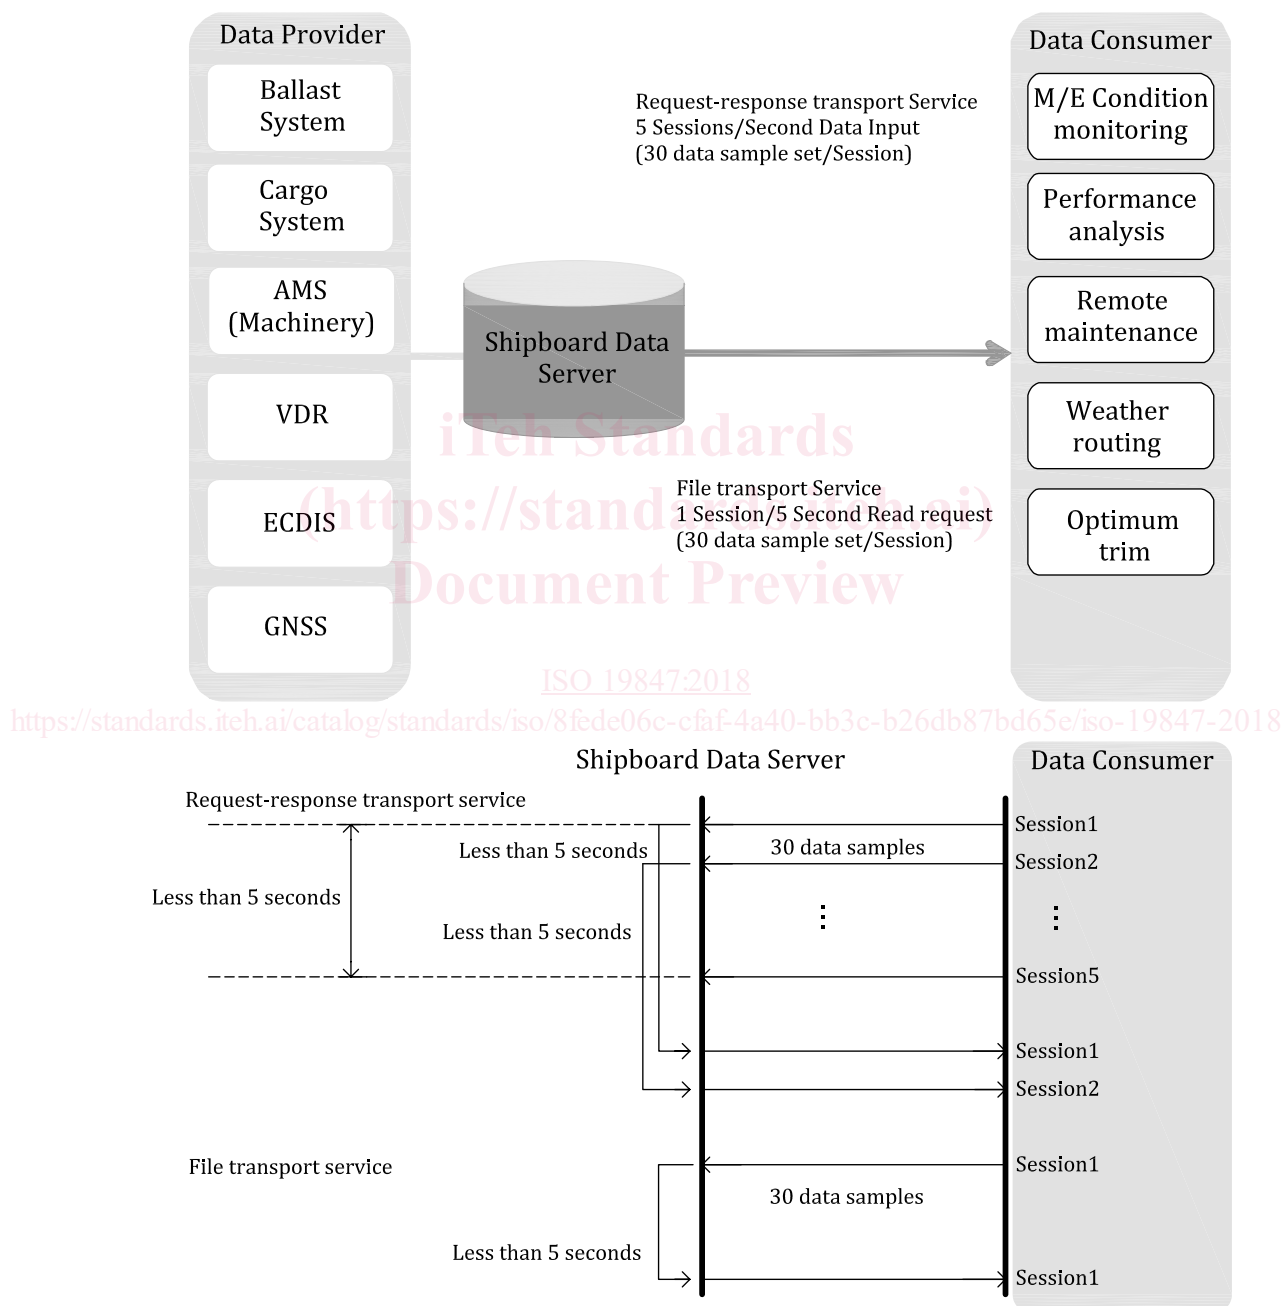 Data Provider
Ballast
System
Cargo
System
AMS
(Machinery)
VDR
ECDIS
GNSS
Shipboard Data
Server
Request-response transport Service
5 Sessions/Second Data Input
(30 data sample set/Session)
File transport Service
1 Session/5 Second Read request
(30 data sample set/Session)
Data Consumer
M/E Condition
monitoring
Performance
analysis
Remote
maintenance
Weather
routing
Optimum
trim
iTeh Standards
(https://standards.iteh.ai)
Document Preview
ISO 19847:2018
https://standards.iteh.ai/catalog/standards/iso/8fede06c-cfaf-4a40-bb3c-b26db87bd65e/iso-19847-2018
Shipboard Data Server
Data Consumer
Request-response transport service
Session1
Less than 5 seconds
30 data samples
Session2
Less than 5 seconds
Less than 5 seconds
Session5
Session1
Session2
File transport service
Session1
30 data samples
Less than 5 seconds
Session1